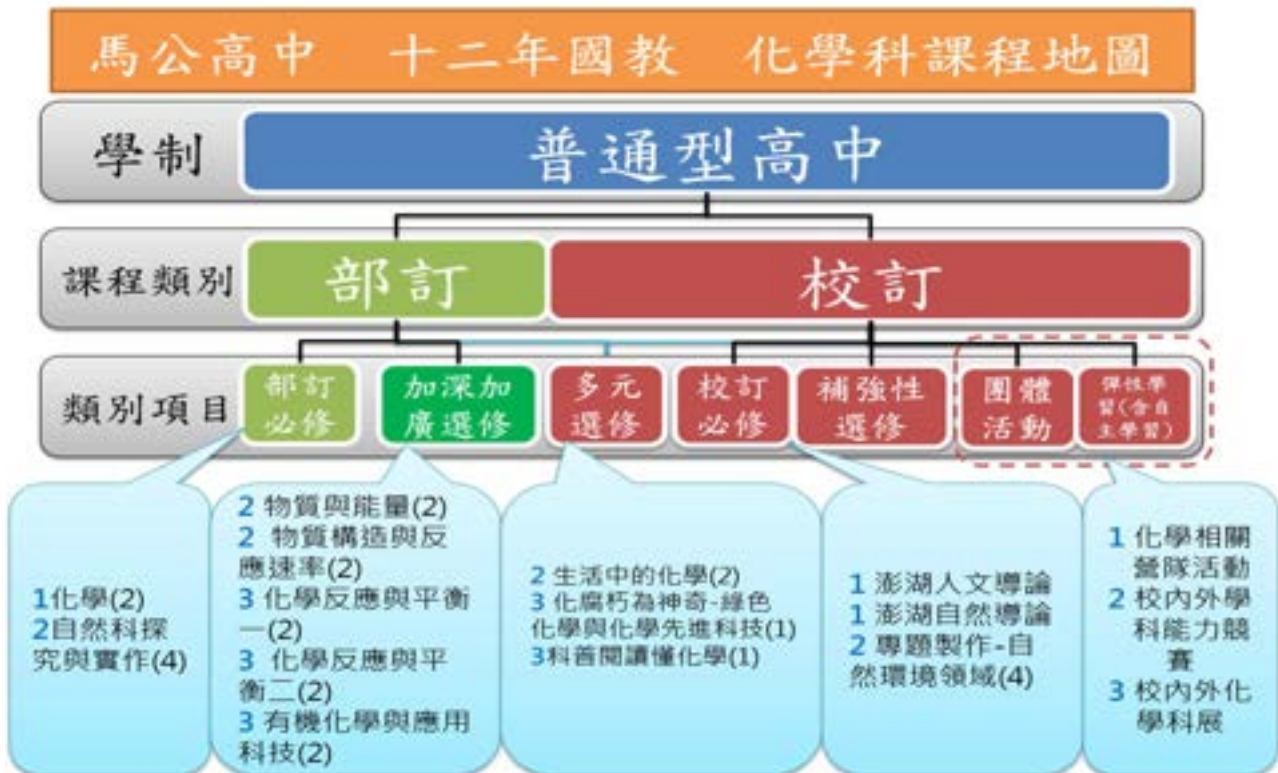 馬公高中 十二年國教 化學科課程地圖
學制
普通型高中
課程類別
部訂
校訂
類別項目
部訂
必修
加深加
廣選修
多元
選修
校訂
必修
補強性
選修
團體
活動
彈性學
習(含自
主學習)
1化學(2)
2自然科探
究與實作(4)
2 物質與能量(2)
2 物質構造與反
應速率(2)
3 化學反應與平衡
一(2)
3 化學反應與平
衡二(2)
3 有機化學與應用
科技(2)
2 生活中的化學(2)
3 化腐朽為神奇-綠色
化學與化學先進科技(1)
3科普閱讀懂化學(1)
1 澎湖人文導論
1 澎湖自然導論
2 專題製作-自
然環境領域(4)
1 化學相關
營隊活動
2 校內外學
科能力競
賽
3 校內外化
學科展